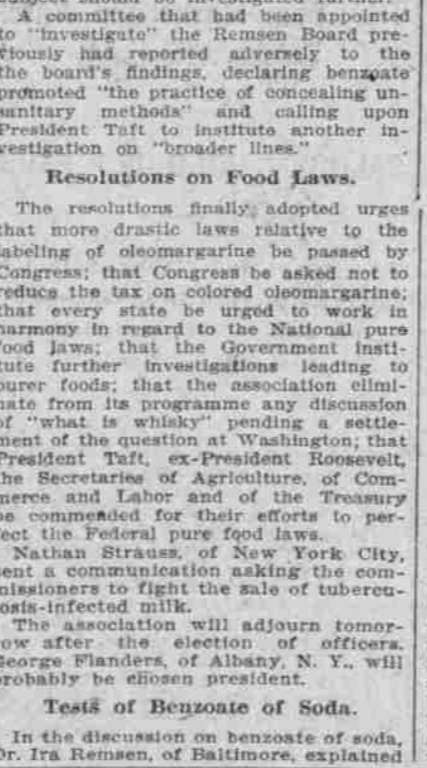 A committee that had been appointed
to "investigate" the Remsen Board pre-
viously had reported adversely to the
the board's findings, declaring benzoate
promoted "the practice of concealing un-
sanitary methods" and calling upon
President Taft to institute another in-
vestigation on "broader lines."
Resolutions on Food Laws.
The resolutions finally adopted urges
that more drastic laws relative to the
labeling of oleomargarine be passed by
Congress; that Congress be asked not to
reduce the tax on colored oleomargarine;
that every state be urged to work in
harmony in regard to the National pure
food laws; that the Government insti-
tute further investigations leading to
purer foods; that the association elimi-
nate from its programme any discussion
of "what is whisky" pending a settle-
ment of the question at Washington; that
President Taft, ex-President Roosevelt,
the Secretaries of Agriculture, of Com-
merce and Labor and of the Treasury
be commended for their efforts to per-
fect the Federal pure food laws.
Nathan Strauss, of New York City,
sent a communication asking the com-
missioners to fight the sale of tubercu-
losis-infected milk.
The association will adjourn tomor-
row after the election of officers.
George Flanders, of Albany, N. Y., will
probably be chosen president.
Tests of Benzoate of Soda.
In the discussion on benzoate of soda,
Dr. Ira Remsen, of Baltimore, explained